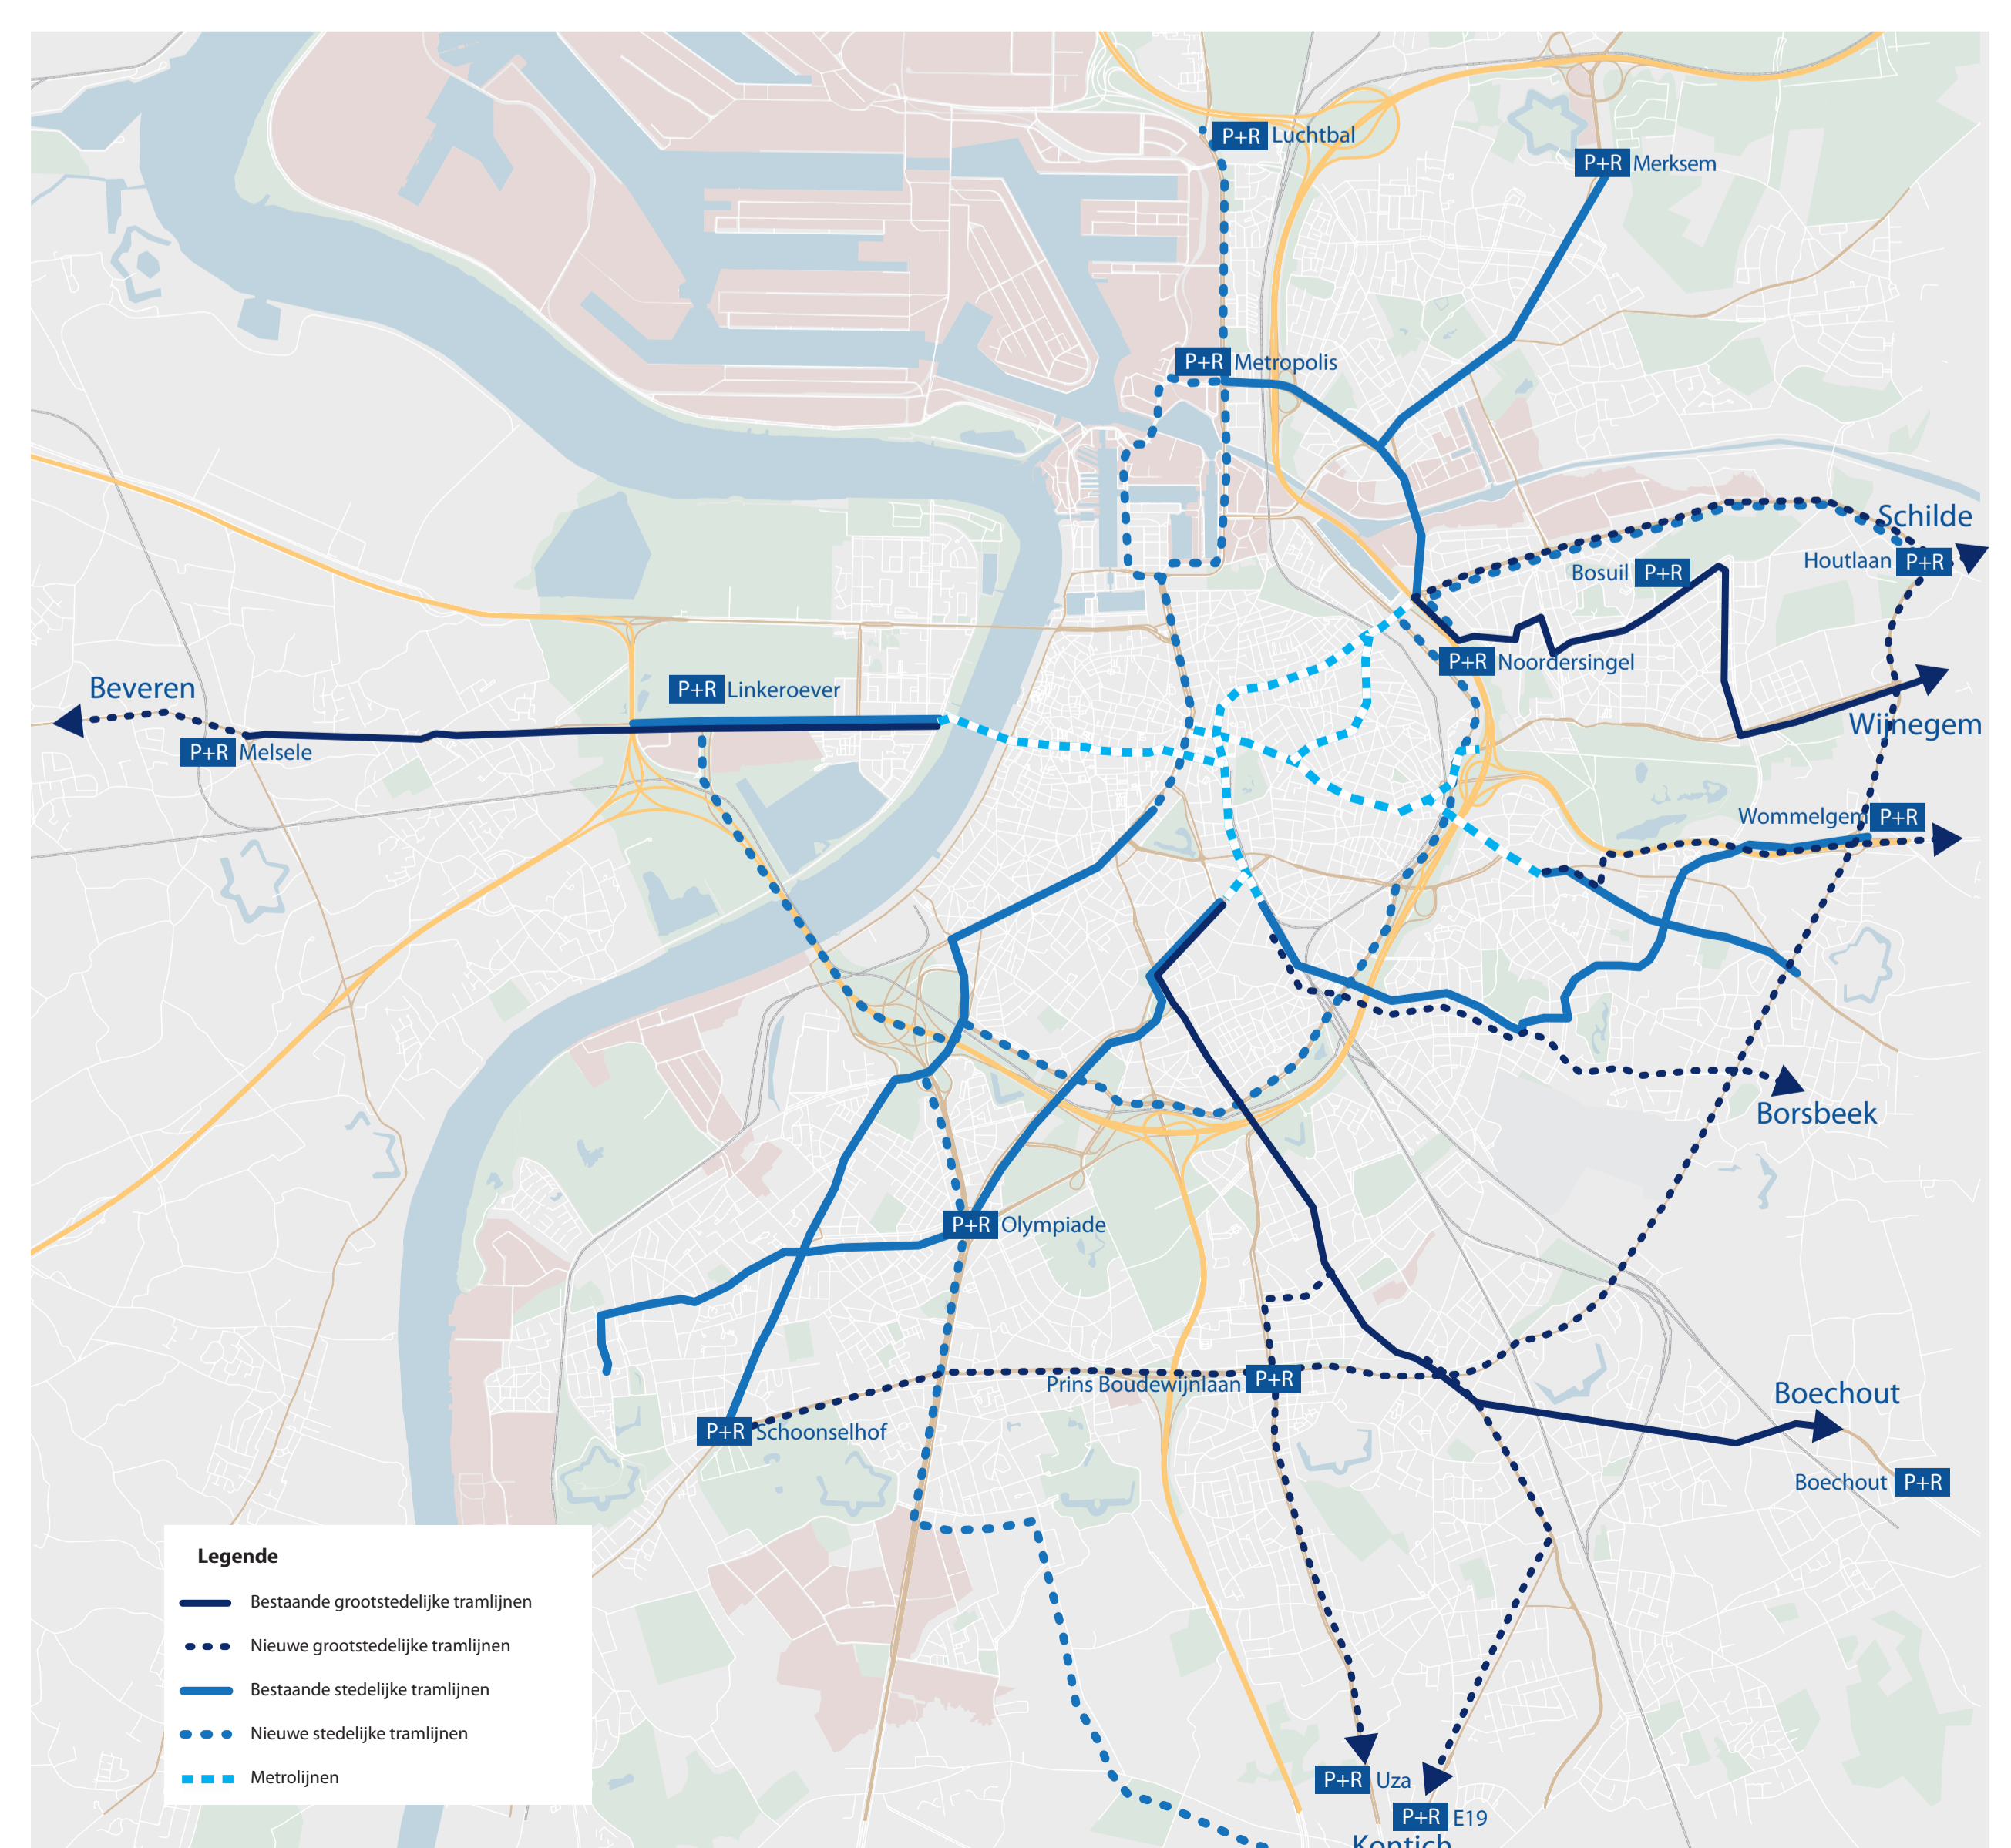 P+R Luchtbal
P+R Merksem
P+R Metropolis
Schilde
Houtlaan P+R
Bosuil P+R
P+R Noordersingel
Beveren
P+R Linkeroever
Wijnegem
P+R Melsele
Wommelgem P+R
Borsbeek
P+R Olympiade
Prins Boudewijnlaan P+R
Boechout
P+R Schoonselhof
Boechout P+R
Legende
Bestaande grootstedelijke tramlijnen
Nieuwe grootstedelijke tramlijnen
Bestaande stedelijke tramlijnen
Nieuwe stedelijke tramlijnen
Metrolijnen
P+R Uza
P+R E19
Kontich